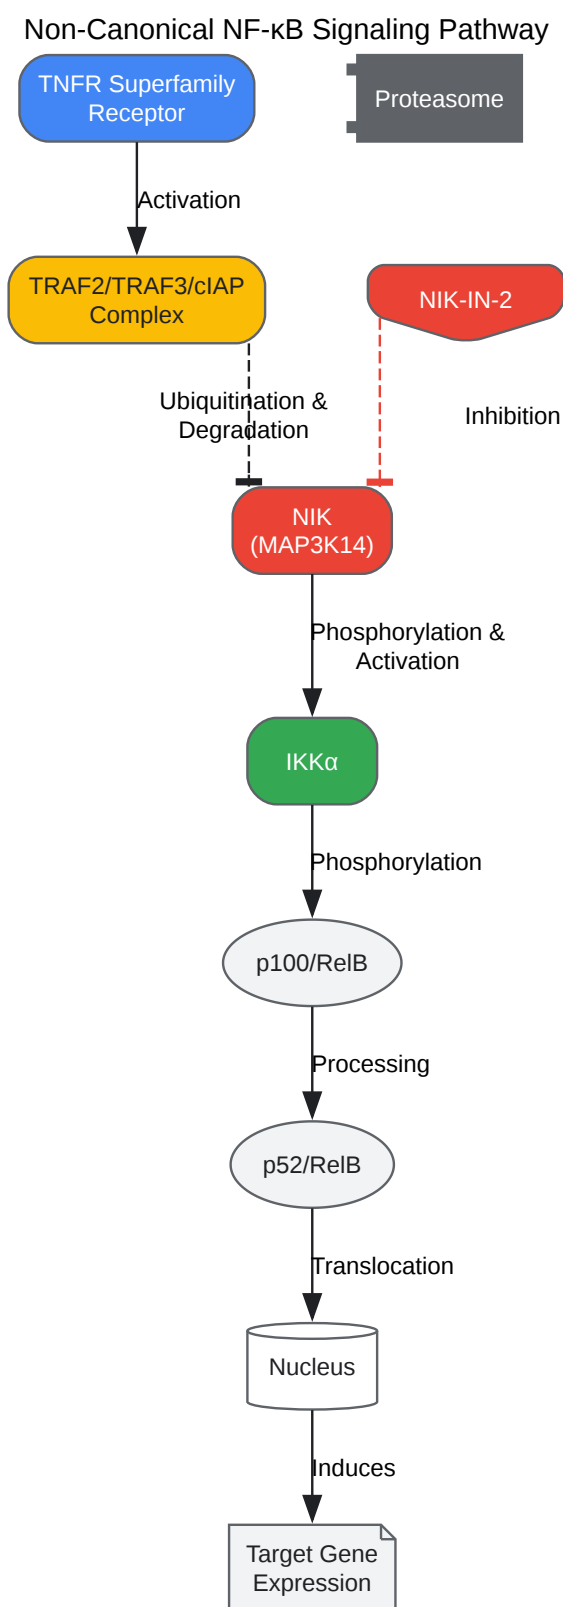 Non-Canonical NF-κB Signaling Pathway
TNFR Superfamily
Receptor
Proteasome
Activation
TRAF2/TRAF3/cIAP
Complex
NIK-IN-2
Ubiquitination &
Degradation
Inhibition
NIK
(MAP3K14)
Phosphorylation &
Activation
IKKα
Phosphorylation
p100/RelB
Processing
p52/RelB
Translocation
Nucleus
Induces
Target Gene
Expression